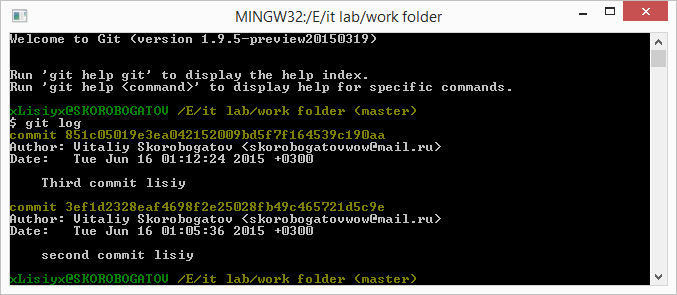 MINGW32:/E/it lab/work folder
Welcome to Git (version 1.9.5-preview20150319)
Run 'git help git' to display the help index.
Run 'git help <command>' to display help for specific commands.
xLisiyx@SKOROBOGATOV /E/it lab/work folder (master)
$ git log
commit 851c05019e3ea042152009bd5f7f164539c190aa
Author: Vitaliy Skorobogatov <skorobogatovwow@mail.ru>
Date:   Tue Jun 16 01:12:24 2015 +0300
    Third commit lisiy
commit 3ef1d2328eaf4698f2e25028fb49c465721d5c9e
Author: Vitaliy Skorobogatov <skorobogatovwow@mail.ru>
Date:   Tue Jun 16 01:05:36 2015 +0300
    second commit lisiy
xLisiyx@SKOROBOGATOV /E/it lab/work folder (master)